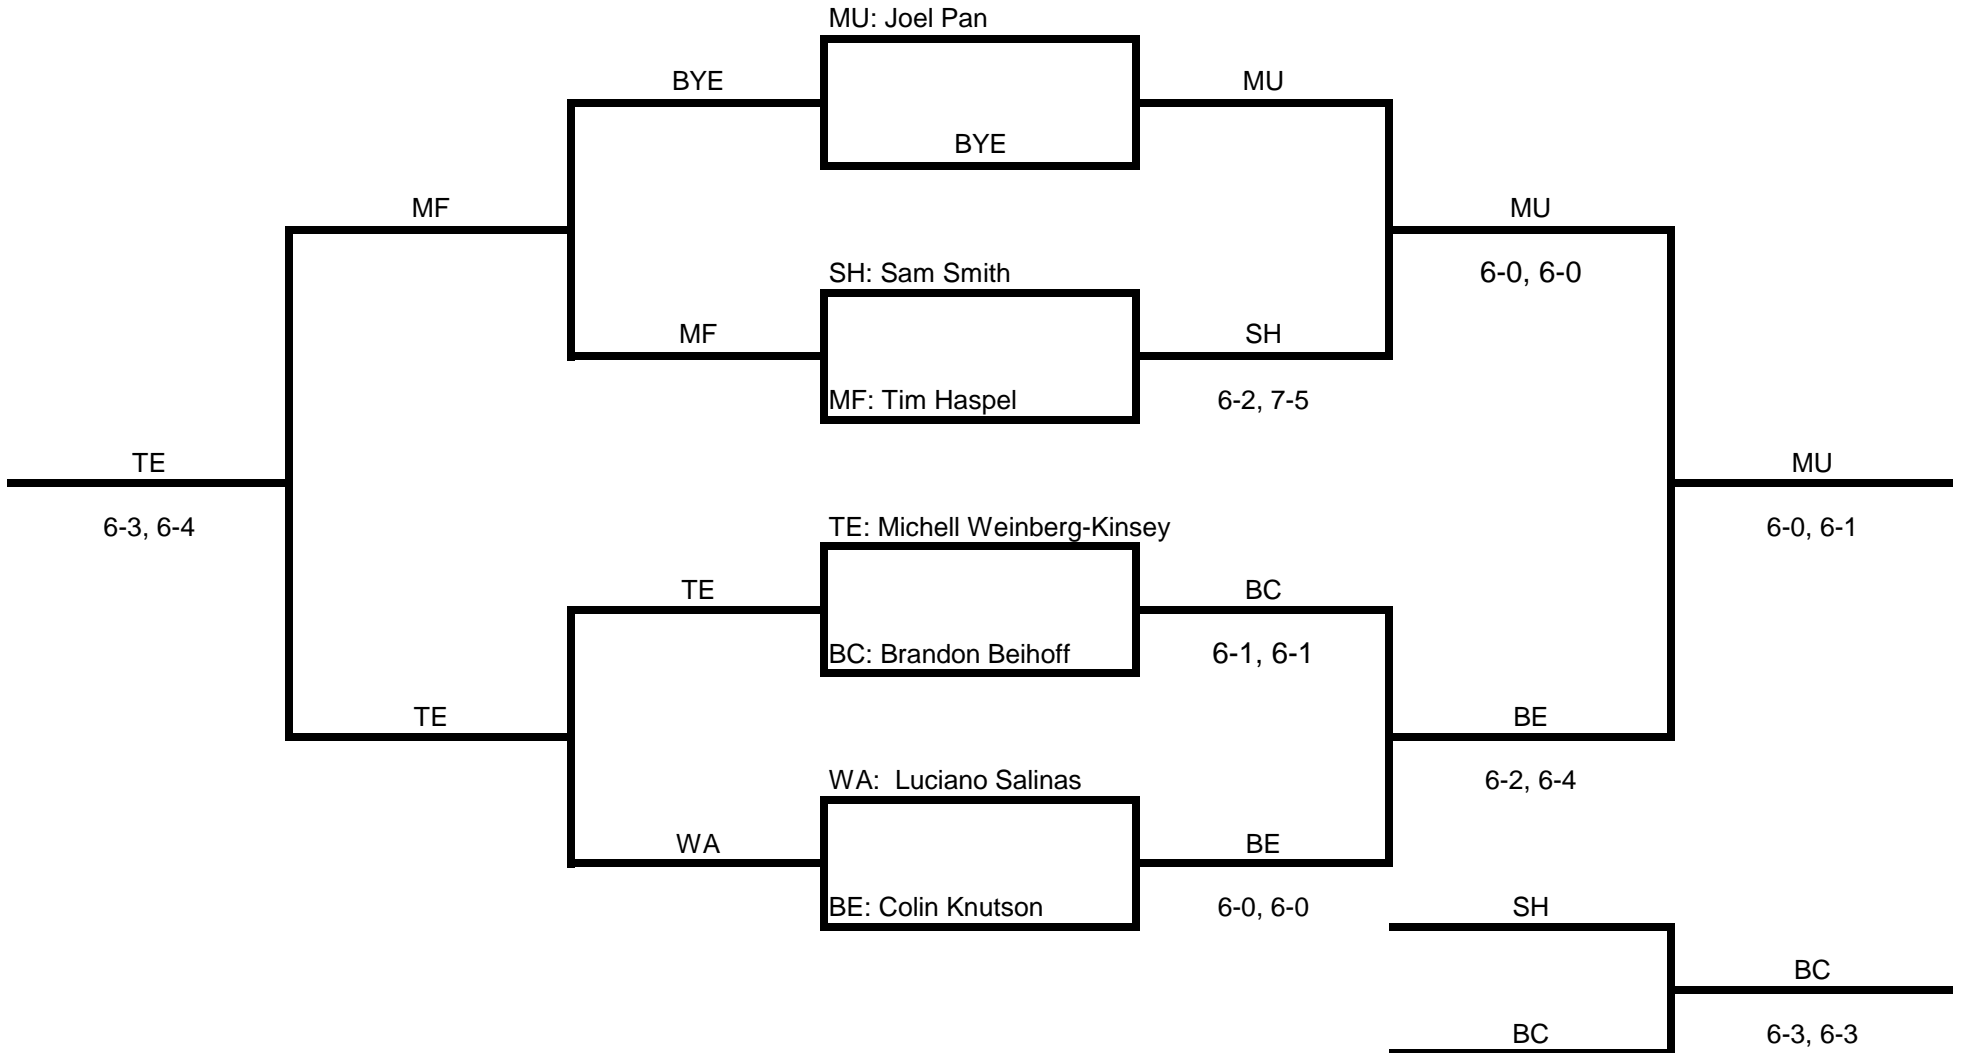 MU: Joel Pan
BYE MU
BYE
MF MU
SH: Sam Smith 6-0, 6-0
MF SH
MF: Tim Haspel 6-2, 7-5
TE MU
6-3, 6-4 TE: Michell Weinberg-Kinsey 6-0, 6-1
TE BC
BC: Brandon Beihoff 6-1, 6-1
TE BE
WA:  Luciano Salinas 6-2, 6-4
WA BE
BE: Colin Knutson 6-0, 6-0 SH
BC
BC 6-3, 6-3